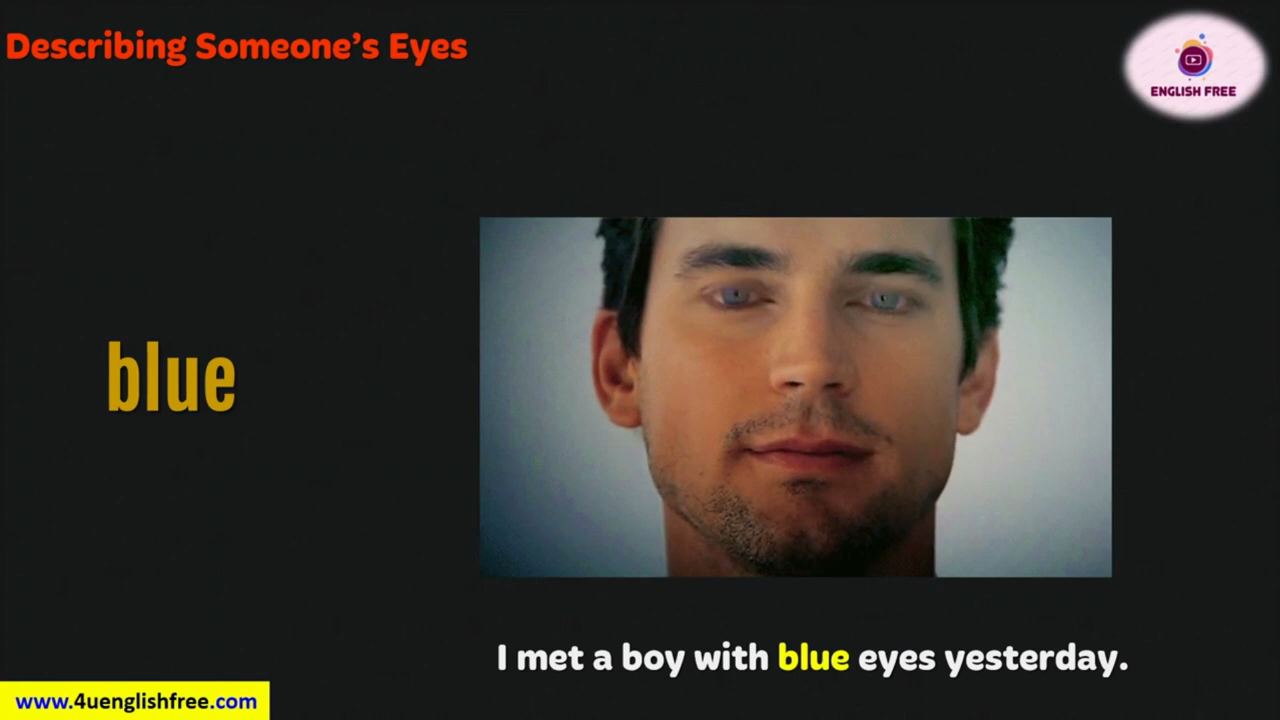 Describing Someone’s Eyes
ENGLISH FREE
blue
I met a boy with blue eyes yesterday.
www.4uenglishfree.com